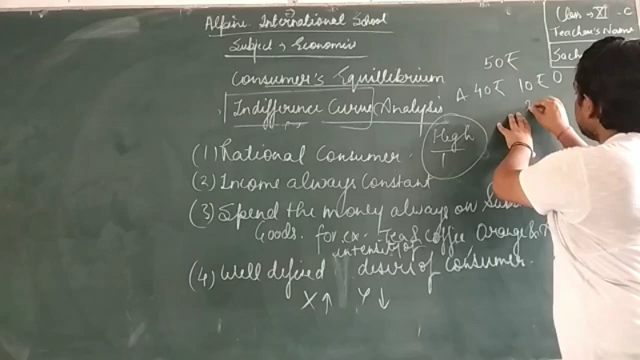 Alpine International School
Class → XI - C
Teacher's Name
Subject → Economics
50₹
Consumer's Equilibrium
A. 40₹ 10₹ 0
Indifference Curve Analysis
High
(1) Rational Consumer.
(2) Income always Constant
(3) Spend the money always on
Goods. for ex- Tea & Coffee Orange &
intensity of
(4) Well defined desire of Consumer.
X↑ Y↓